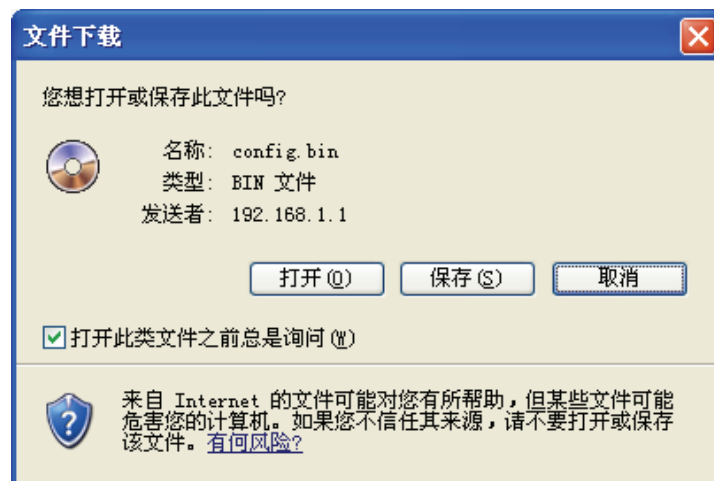 文件下载
您想打开或保存此文件吗?
名称: config.bin
类型: BIN 文件
发送者: 192.168.1.1
打开(O) 保存(S) 取消
打开此类文件之前总是询问(W)
来自 Internet 的文件可能对您有所帮助，但某些文件可能
危害您的计算机。如果您不信任其来源，请不要打开或保存
该文件。有何风险?